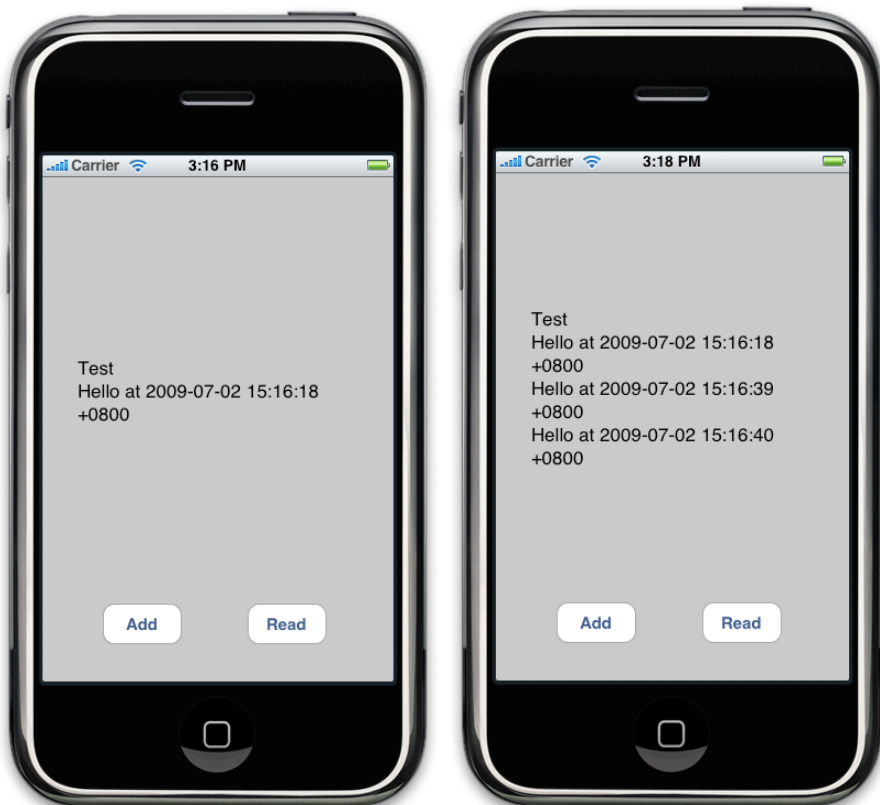 Carrier 3:16 PM
Test
Hello at 2009-07-02 15:16:18
+0800
Add Read
Carrier 3:18 PM
Test
Hello at 2009-07-02 15:16:18
+0800
Hello at 2009-07-02 15:16:39
+0800
Hello at 2009-07-02 15:16:40
+0800
Add Read